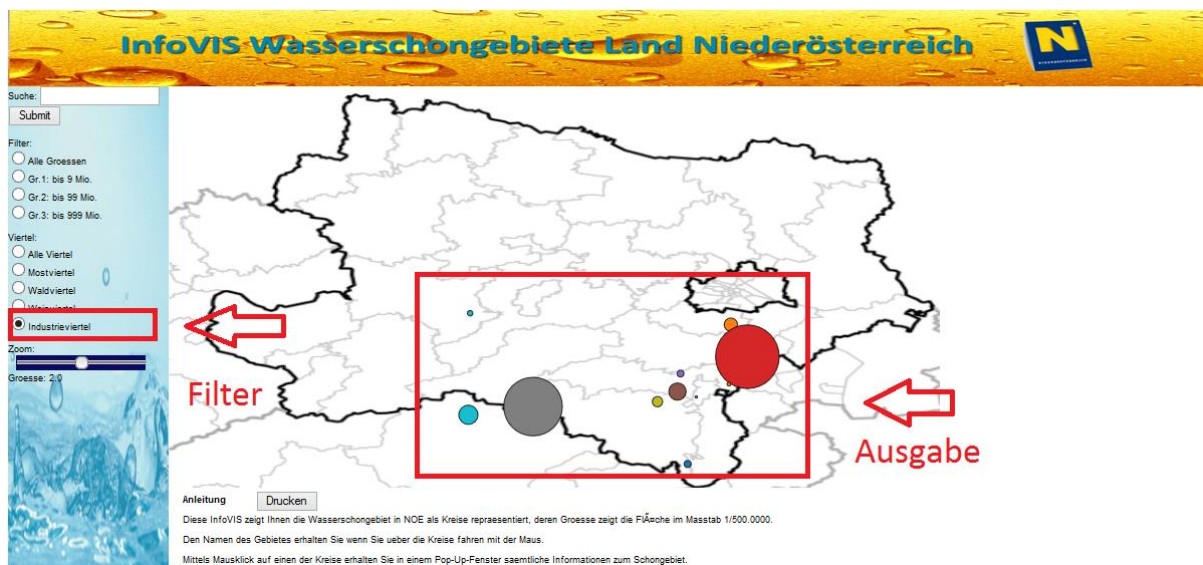 InfoVIS Wasserschongebiete Land Niederösterreich
N
Suche:
Submit
Filter:
Alle Groessen
Gr.1: bis 9 Mio.
Gr.2: bis 99 Mio.
Gr.3: bis 999 Mio.
Viertel:
Alle Viertel
Mostviertel
Waldviertel
Weinviertel
Industrieviertel
Zoom:
Groesse: 2.0
Filter
Ausgabe
Anleitung
Drucken
Diese InfoVIS zeigt Ihnen die Wasserschongebiet in NOE als Kreise repraesentiert, deren Groesse zeigt die FlÃ¤che im Masstab 1/500.0000.
Den Namen des Gebietes erhalten Sie wenn Sie ueber die Kreise fahren mit der Maus.
Mittels Mausklick auf einen der Kreise erhalten Sie in einem Pop-Up-Fenster saemtliche Informationen zum Schongebiet.